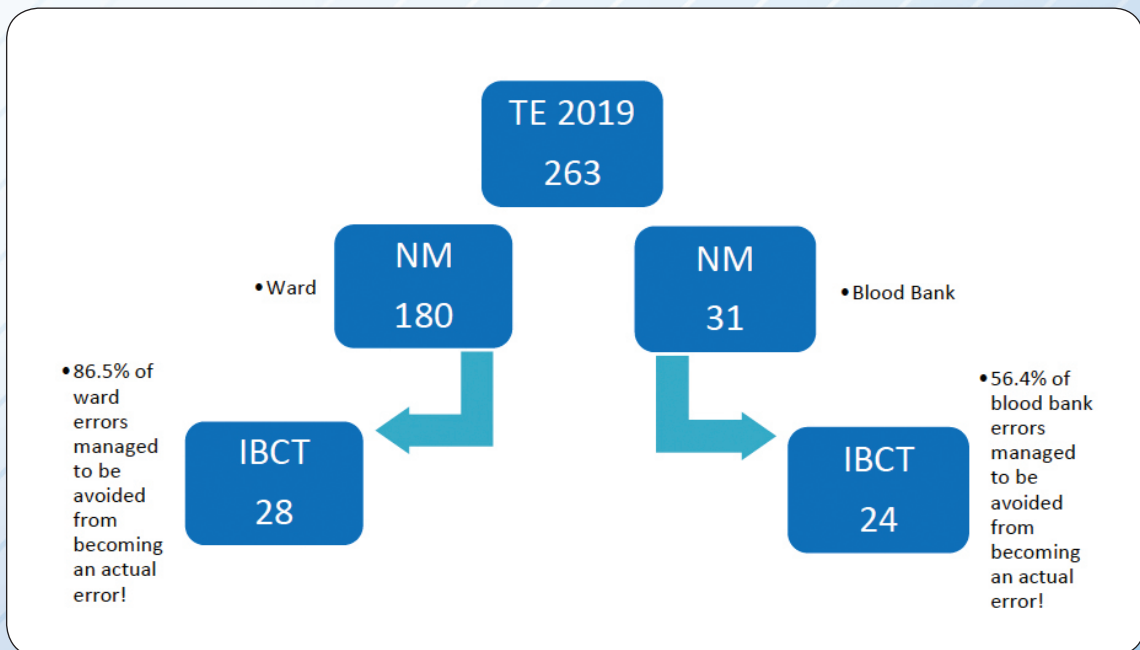 TE 2019
263
NM
180
• Ward
NM
31
• Blood Bank
• 86.5% of
ward
errors
managed
to be
avoided
from
becoming
an actual
error!
IBCT
28
IBCT
24
• 56.4% of
blood bank
errors
managed
to be
avoided
from
becoming
an actual
error!